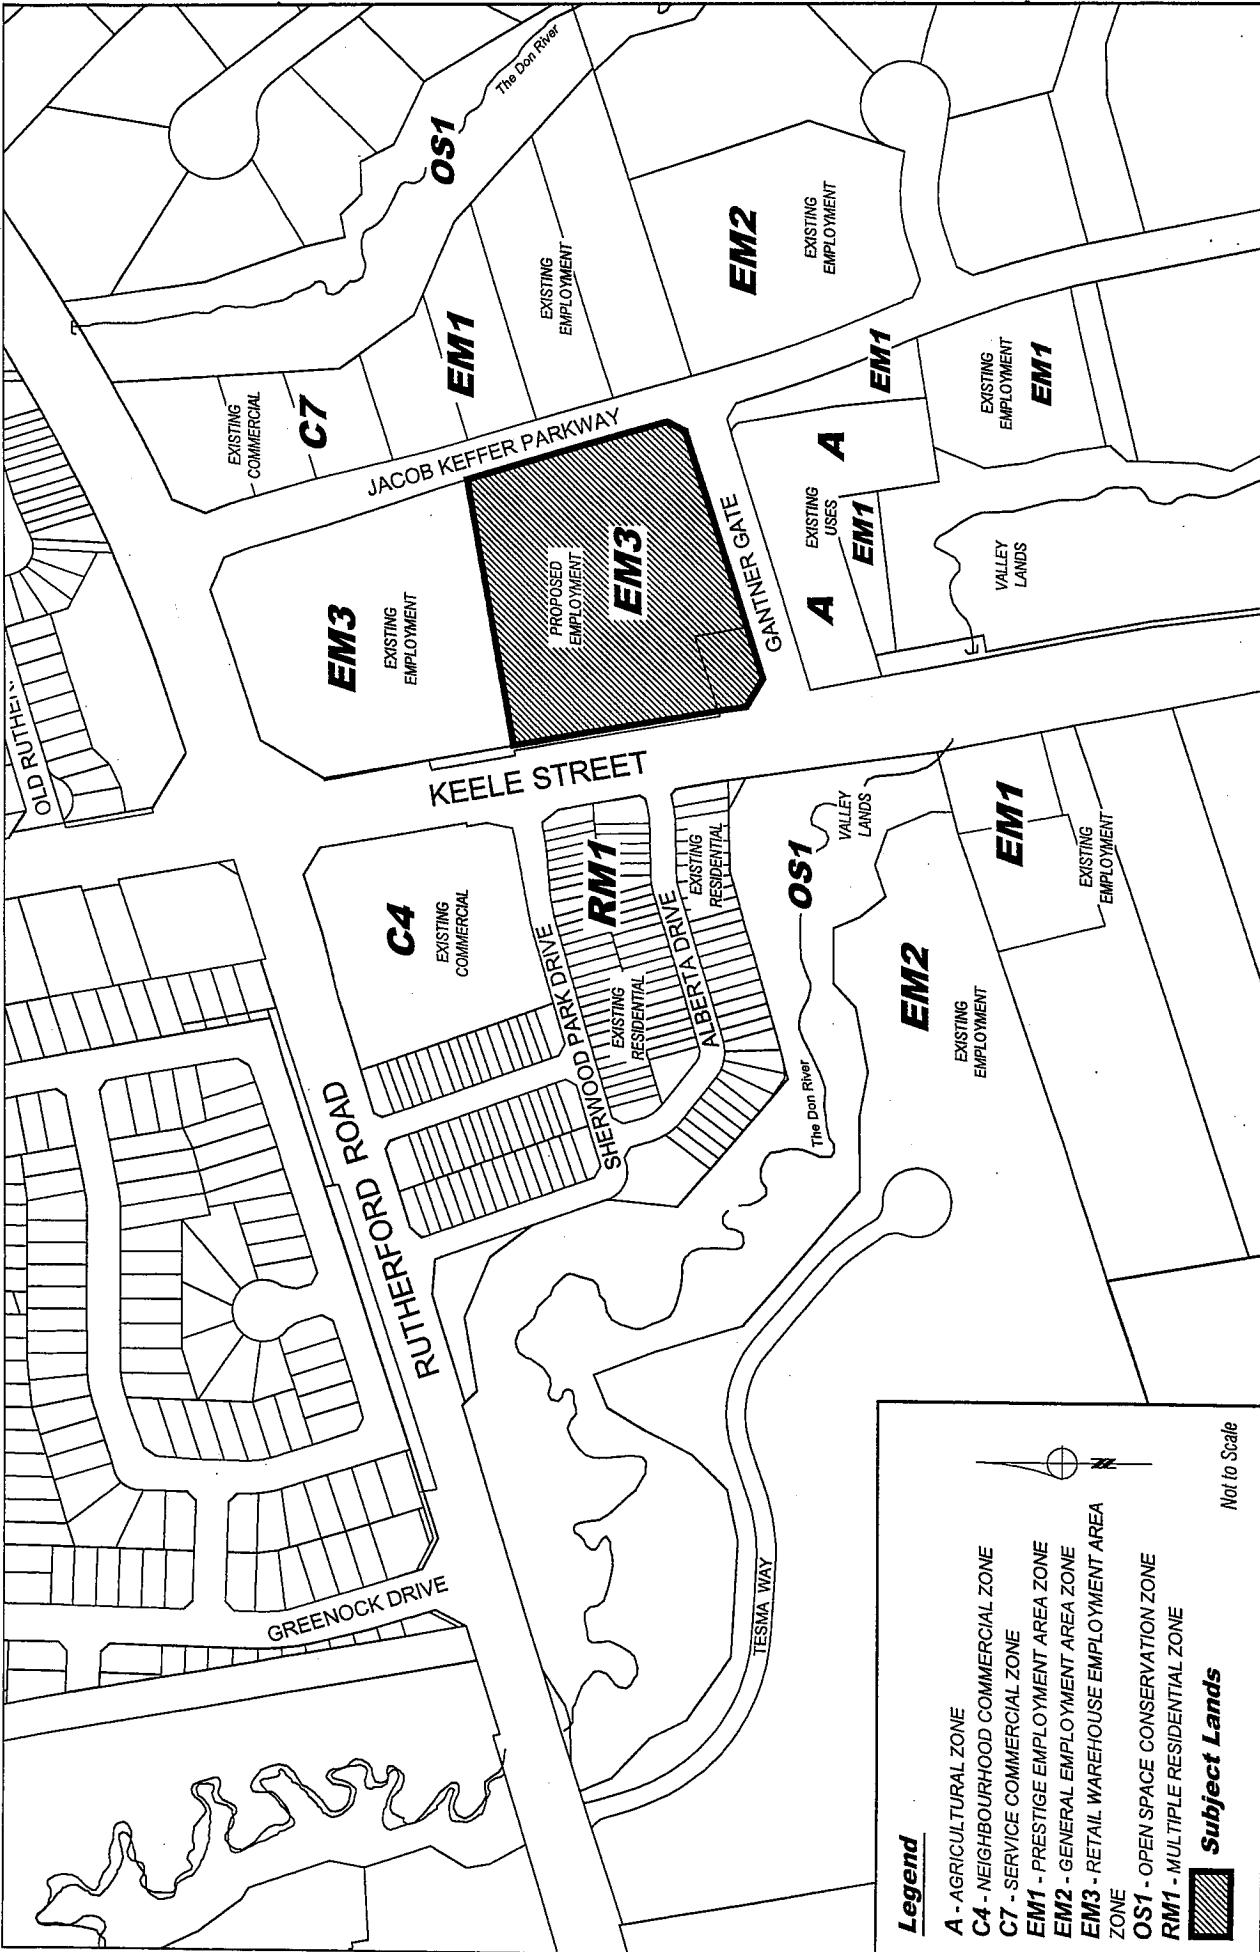 The Don River
OS1
EM2
EXISTING
EMPLOYMENT
EXISTING
EMPLOYMENT
EM1
EM1
EXISTING
EMPLOYMENT
EM1
EXISTING
COMMERCIAL
C7
JACOB KEFFER PARKWAY
A
EXISTING
USES
EM1
A
GANTNER GATE
VALLEY
LANDS
PROPOSED
EMPLOYMENT
EM3
EM3
EXISTING
EMPLOYMENT
KEELE STREET
C4
EXISTING
COMMERCIAL
RM1
EXISTING
RESIDENTIAL
EXISTING
RESIDENTIAL
SHERWOOD PARK DRIVE
ALBERTA DRIVE
OS1
VALLEY
LANDS
The Don River
EM1
EXISTING
EMPLOYMENT
EM2
EXISTING
EMPLOYMENT
RUTHERFORD ROAD
GREENOCK DRIVE
TESMA WAY
Legend
A - AGRICULTURAL ZONE
C4 - NEIGHBOURHOOD COMMERCIAL ZONE
C7 - SERVICE COMMERCIAL ZONE
EM1 - PRESTIGE EMPLOYMENT AREA ZONE
EM2 - GENERAL EMPLOYMENT AREA ZONE
EM3 - RETAIL WAREHOUSE EMPLOYMENT AREA
ZONE
OS1 - OPEN SPACE CONSERVATION ZONE
RM1 - MULTIPLE RESIDENTIAL ZONE
Subject Lands
Not to Scale